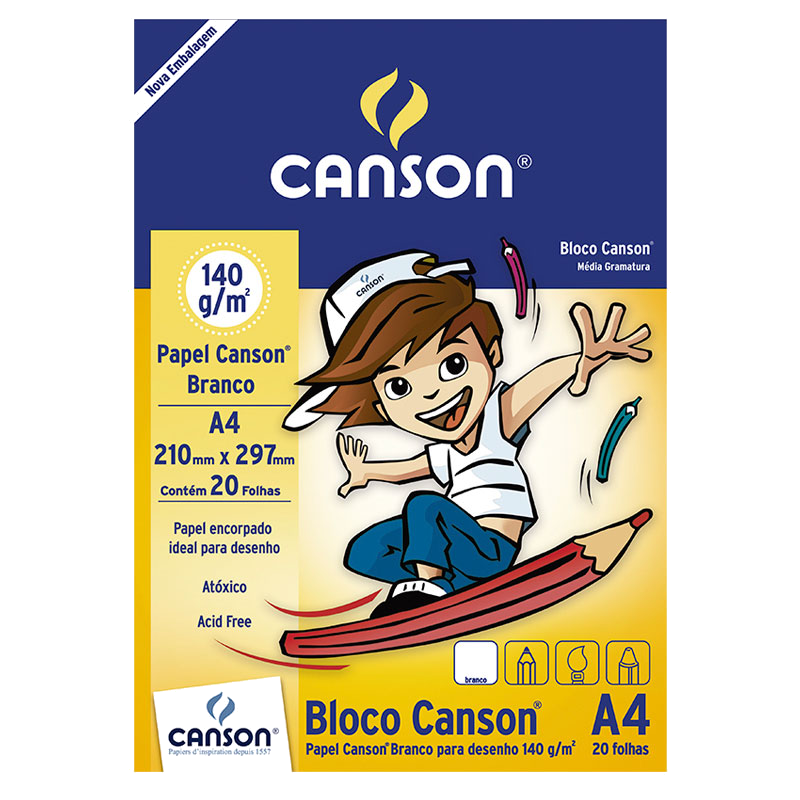 Nova Embalagem
CANSON®
Bloco Canson®
Média Gramatura
140
g/m²
Papel Canson®
Branco
A4
210mm x 297mm
Contém 20 Folhas
Papel encorpado
ideal para desenho
Atóxico
Acid Free
CANSON
branco
CANSON
Papiers d'inspiration depuis 1557
Bloco Canson® A4
Papel Canson® Branco para desenho 140 g/m² 20 folhas